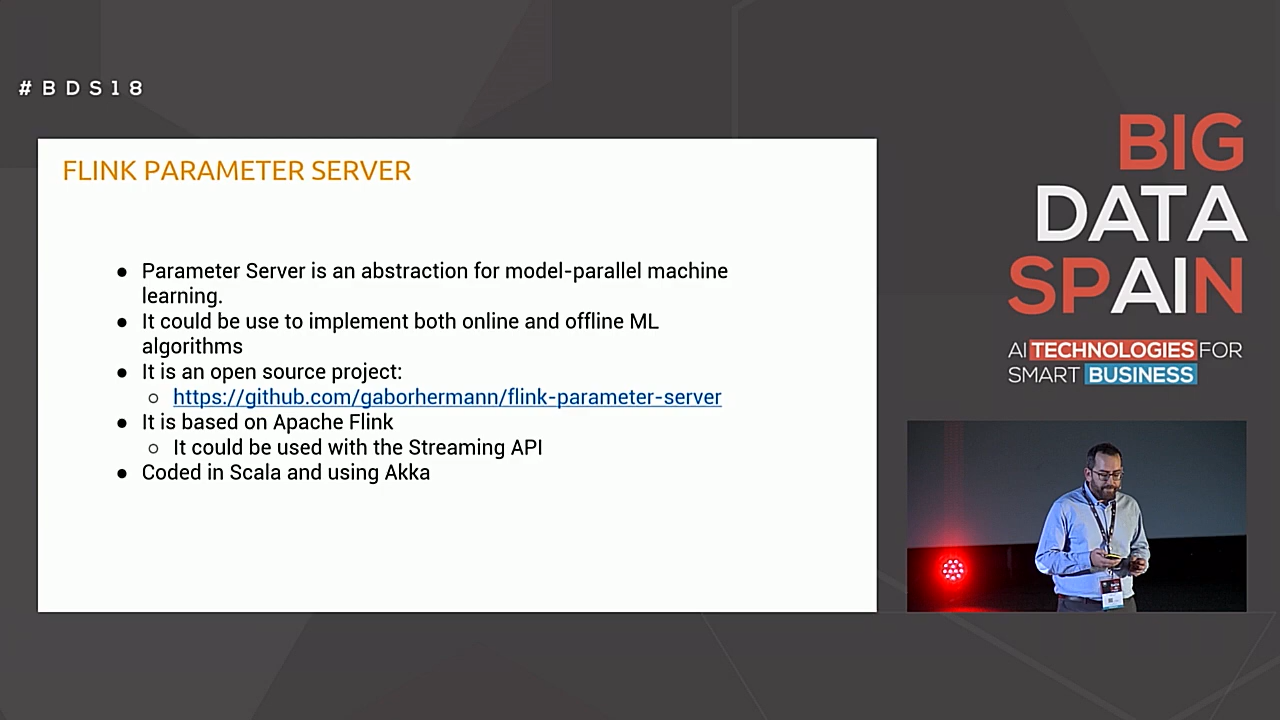 #BDS18
FLINK PARAMETER SERVER
● Parameter Server is an abstraction for model-parallel machine
learning.
● It could be use to implement both online and offline ML
algorithms
● It is an open source project:
○ https://github.com/gaborhermann/flink-parameter-server
● It is based on Apache Flink
○ It could be used with the Streaming API
● Coded in Scala and using Akka
BIG
DATA
SPAIN
AI TECHNOLOGIES FOR
SMART BUSINESS